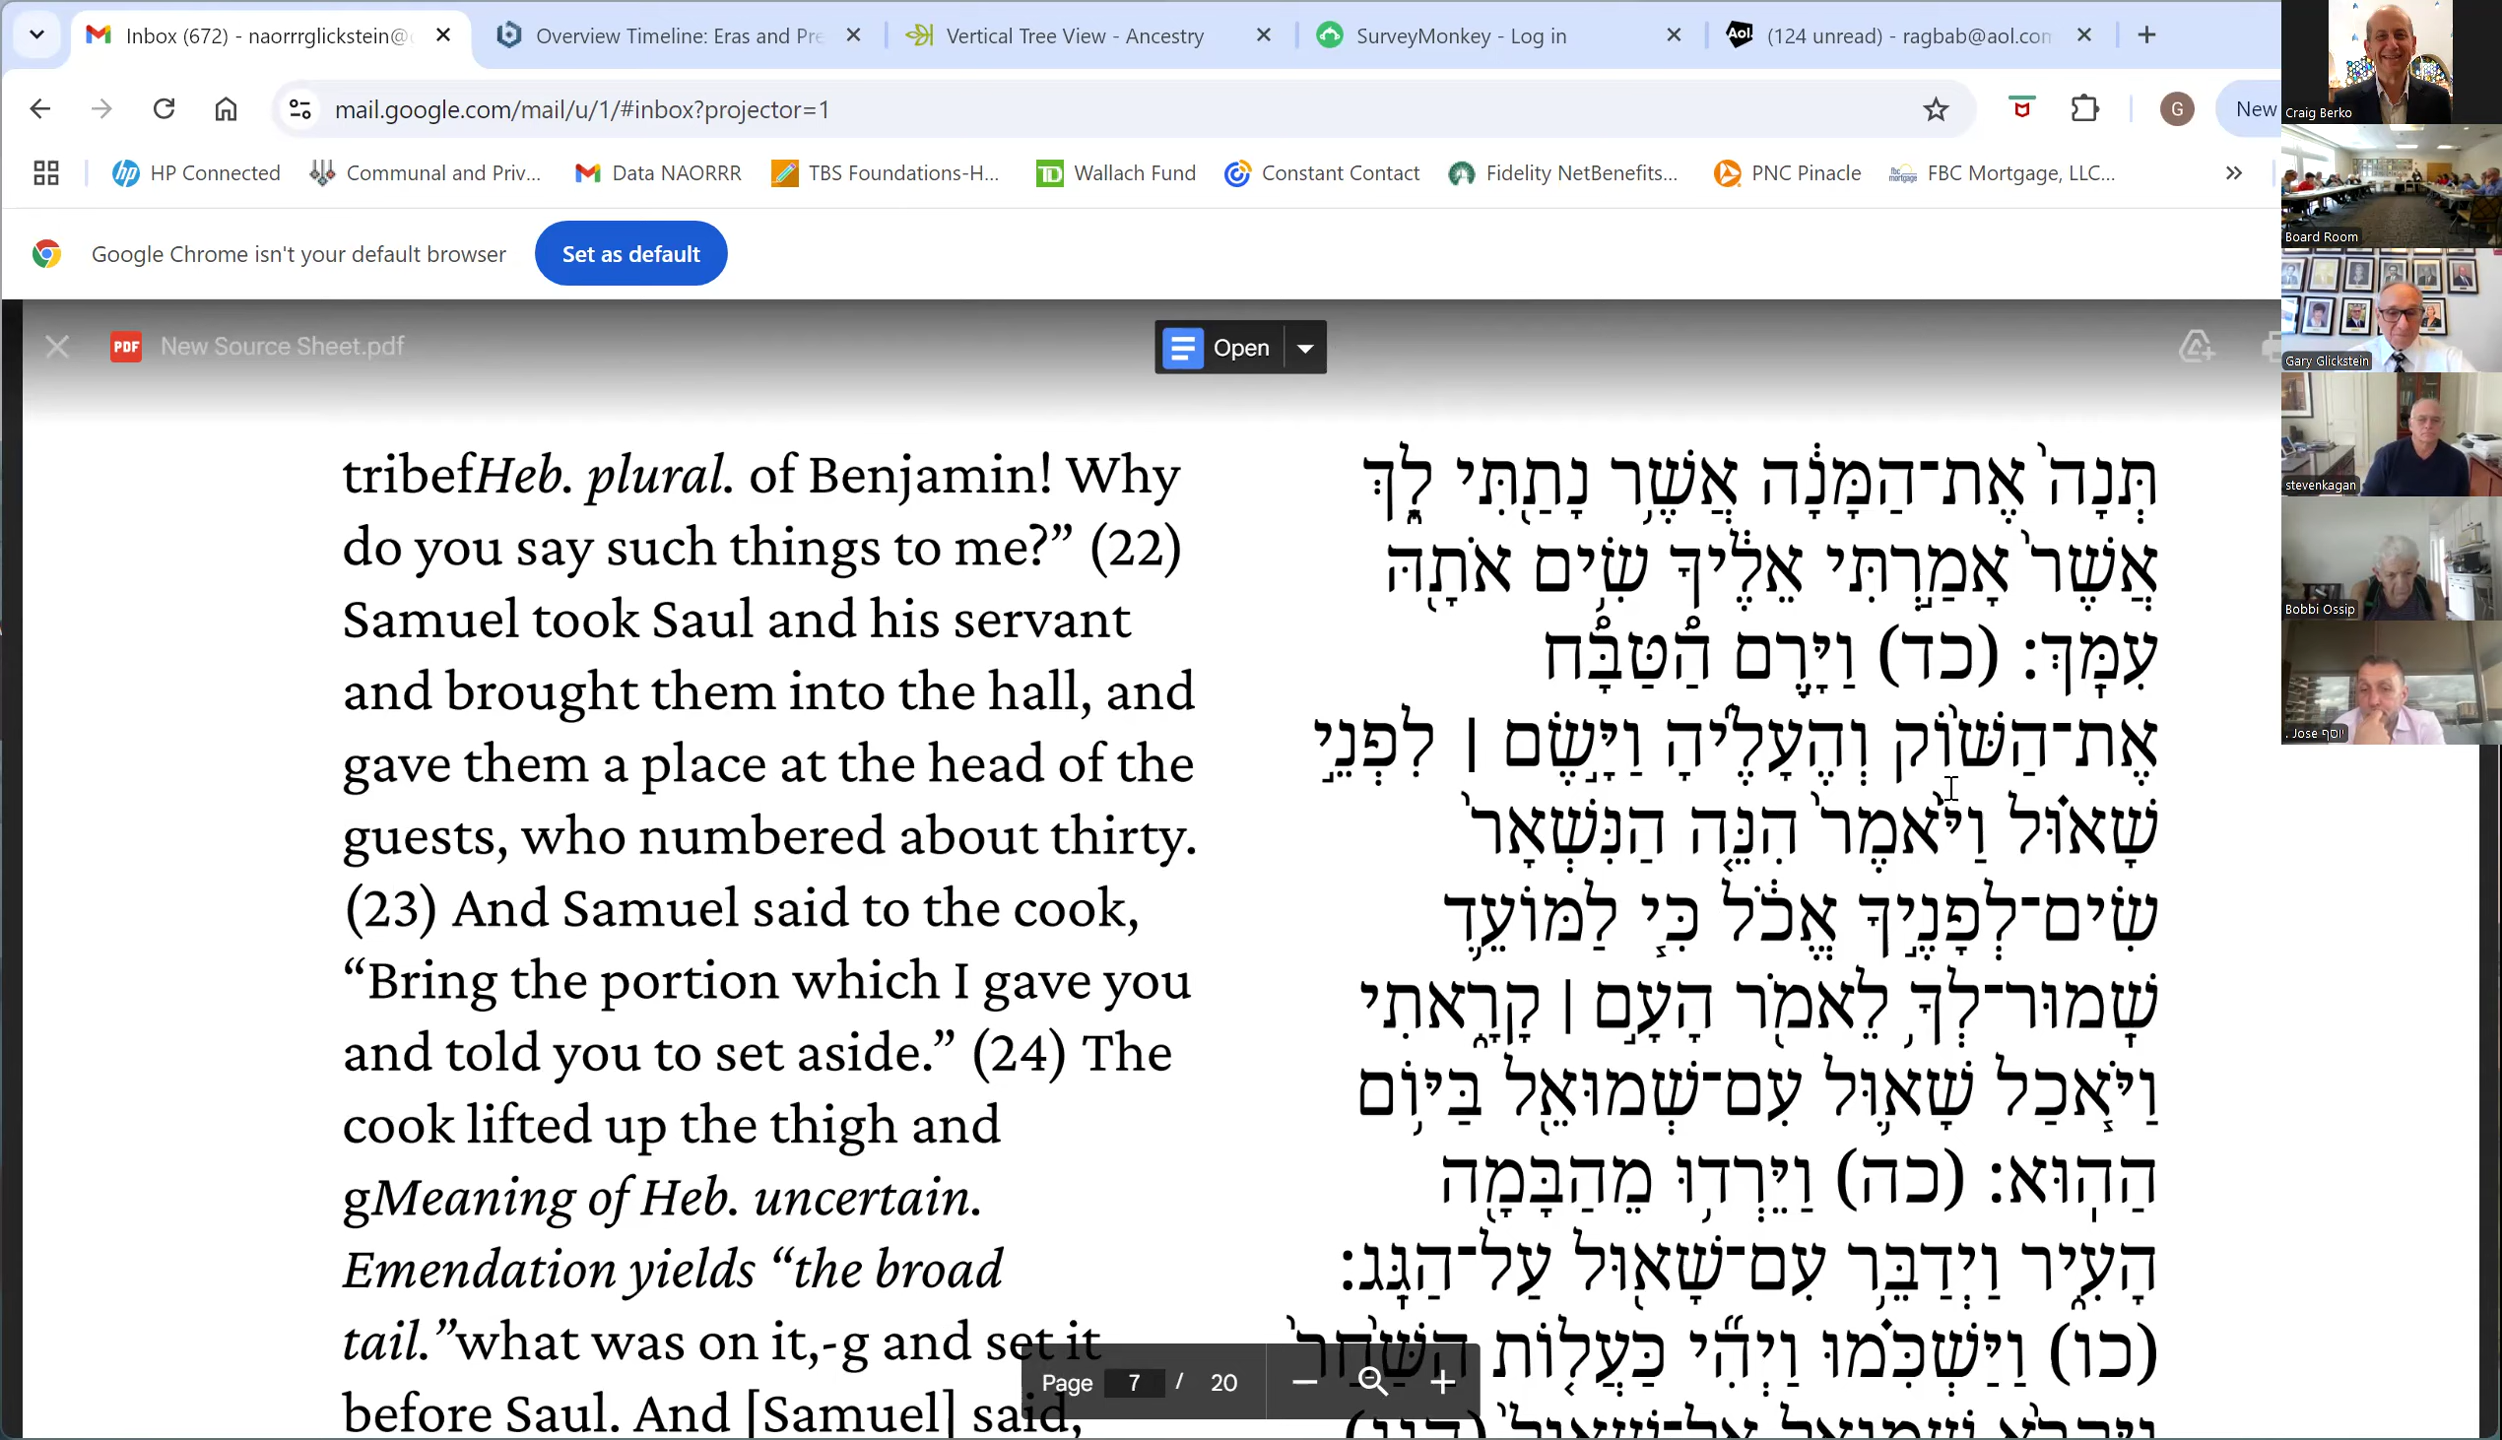 Inbox (672) - naorrrglickstein@
Overview Timeline: Eras and Pre
Vertical Tree View - Ancestry
SurveyMonkey - Log in
Aol.
(124 unread) - ragbab@aol.com
mail.google.com/mail/u/1/#inbox?projector=1
G
New
HP Connected
Communal and Priv...
Data NAORRR
TBS Foundations-H...
Wallach Fund
Constant Contact
Fidelity NetBenefits...
PNC Pinacle
FBC Mortgage, LLC...
Google Chrome isn't your default browser
Set as default
PDF
New Source Sheet.pdf
Open
tribefHeb. plural. of Benjamin! Why
do you say such things to me?” (22)
Samuel took Saul and his servant
and brought them into the hall, and
gave them a place at the head of the
guests, who numbered about thirty.
(23) And Samuel said to the cook,
“Bring the portion which I gave you
and told you to set aside.” (24) The
cook lifted up the thigh and
gMeaning of Heb. uncertain.
Emendation yields “the broad
tail.”what was on it,-g and set it
before Saul. And [Samuel] said,
תְּנָה֙ אֶת־הַמָּנָ֔ה אֲשֶׁ֥ר נָתַ֖תִּי לָ֑ךְ
אֲשֶׁר֙ אָמַ֣רְתִּי אֵלֶ֔יךָ שִׂ֥ים אֹתָ֖הּ
עִמָּֽךְ׃ (כד) וַיָּ֣רֶם הַ֠טַּבָּ֠ח
אֶת־הַשּׁ֨וֹק וְהֶעָלֶ֜יהָ וַיָּ֣שֶׂם | לִפְנֵ֣י
שָׁא֗וּל וַיֹּ֙אמֶר֙ הִנֵּ֤ה הַנִּשְׁאָר֙
שִׂים־לְפָנֶ֣יךָ אֱכֹ֔ל כִּ֧י לַמּוֹעֵ֛ד
שָֽׁמוּר־לְךָ֥ לֵאמֹ֖ר הָעָ֣ם | קָרָ֑אתִי
וַיֹּ֧אכַל שָׁא֛וּל עִם־שְׁמוּאֵ֖ל בַּיּ֥וֹם
הַהֽוּא׃ (כה) וַיֵּרְד֥וּ מֵהַבָּמָ֖ה
הָעִ֑יר וַיְדַבֵּ֥ר עִם־שָׁא֖וּל עַל־הַגָּֽג׃
(כו) וַיַּשְׁכִּ֗מוּ וַיְהִ֞י כַּעֲל֤וֹת הַשַּׁ֙חַר֙
וַיִּקְרָ֨א שְׁמוּאֵ֤ל אֶל־שָׁאוּל֙ (הגג)
Page 7 / 20
Craig Berko
Board Room
Gary Glickstein
stevenkagan
Bobbi Ossip
. Jose יוסף